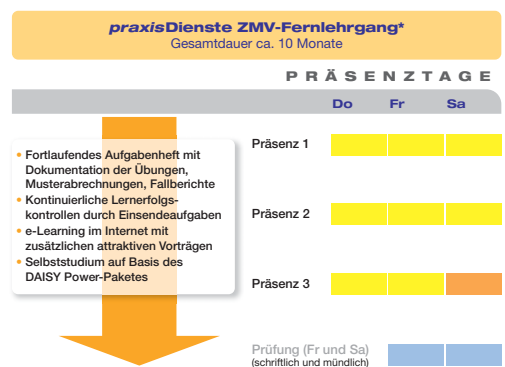 praxisDienste ZMV-Fernlehrgang*
Gesamtdauer ca. 10 Monate
PRÄSENZTAGE
Do Fr Sa
• Fortlaufendes Aufgabenheft mit
Dokumentation der Übungen,
Musterabrechnungen, Fallberichte
• Kontinuierliche Lernerfolgs-
kontrollen durch Einsendeaufgaben
• e-Learning im Internet mit
zusätzlichen attraktiven Vorträgen
• Selbststudium auf Basis des
DAISY Power-Paketes
Präsenz 1
Präsenz 2
Präsenz 3
Prüfung (Fr und Sa)
(schriftlich und mündlich)